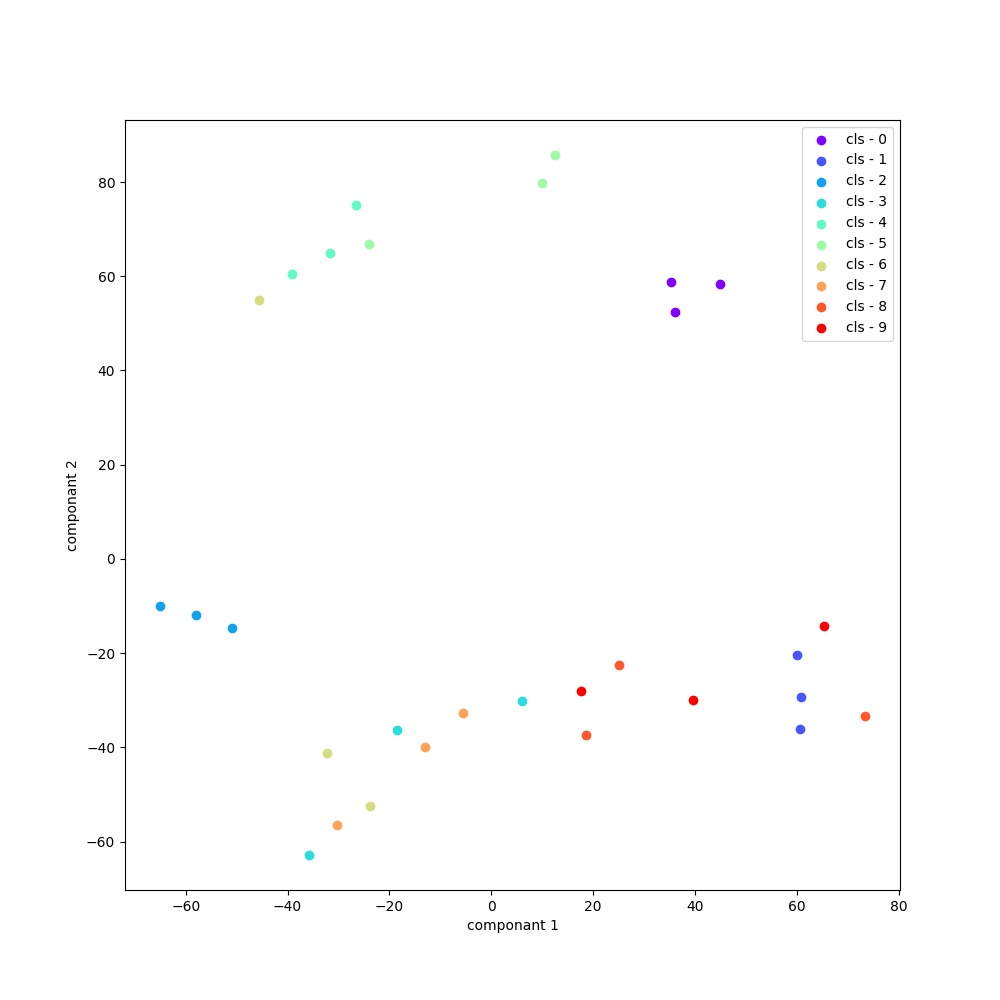 cls - 0
cls - 1
cls - 2
cls - 3
cls - 4
cls - 5
cls - 6
cls - 7
cls - 8
cls - 9
80
60
40
20
0
−20
−40
−60
componant 2
−60 −40 −20 0 20 40 60 80
componant 1